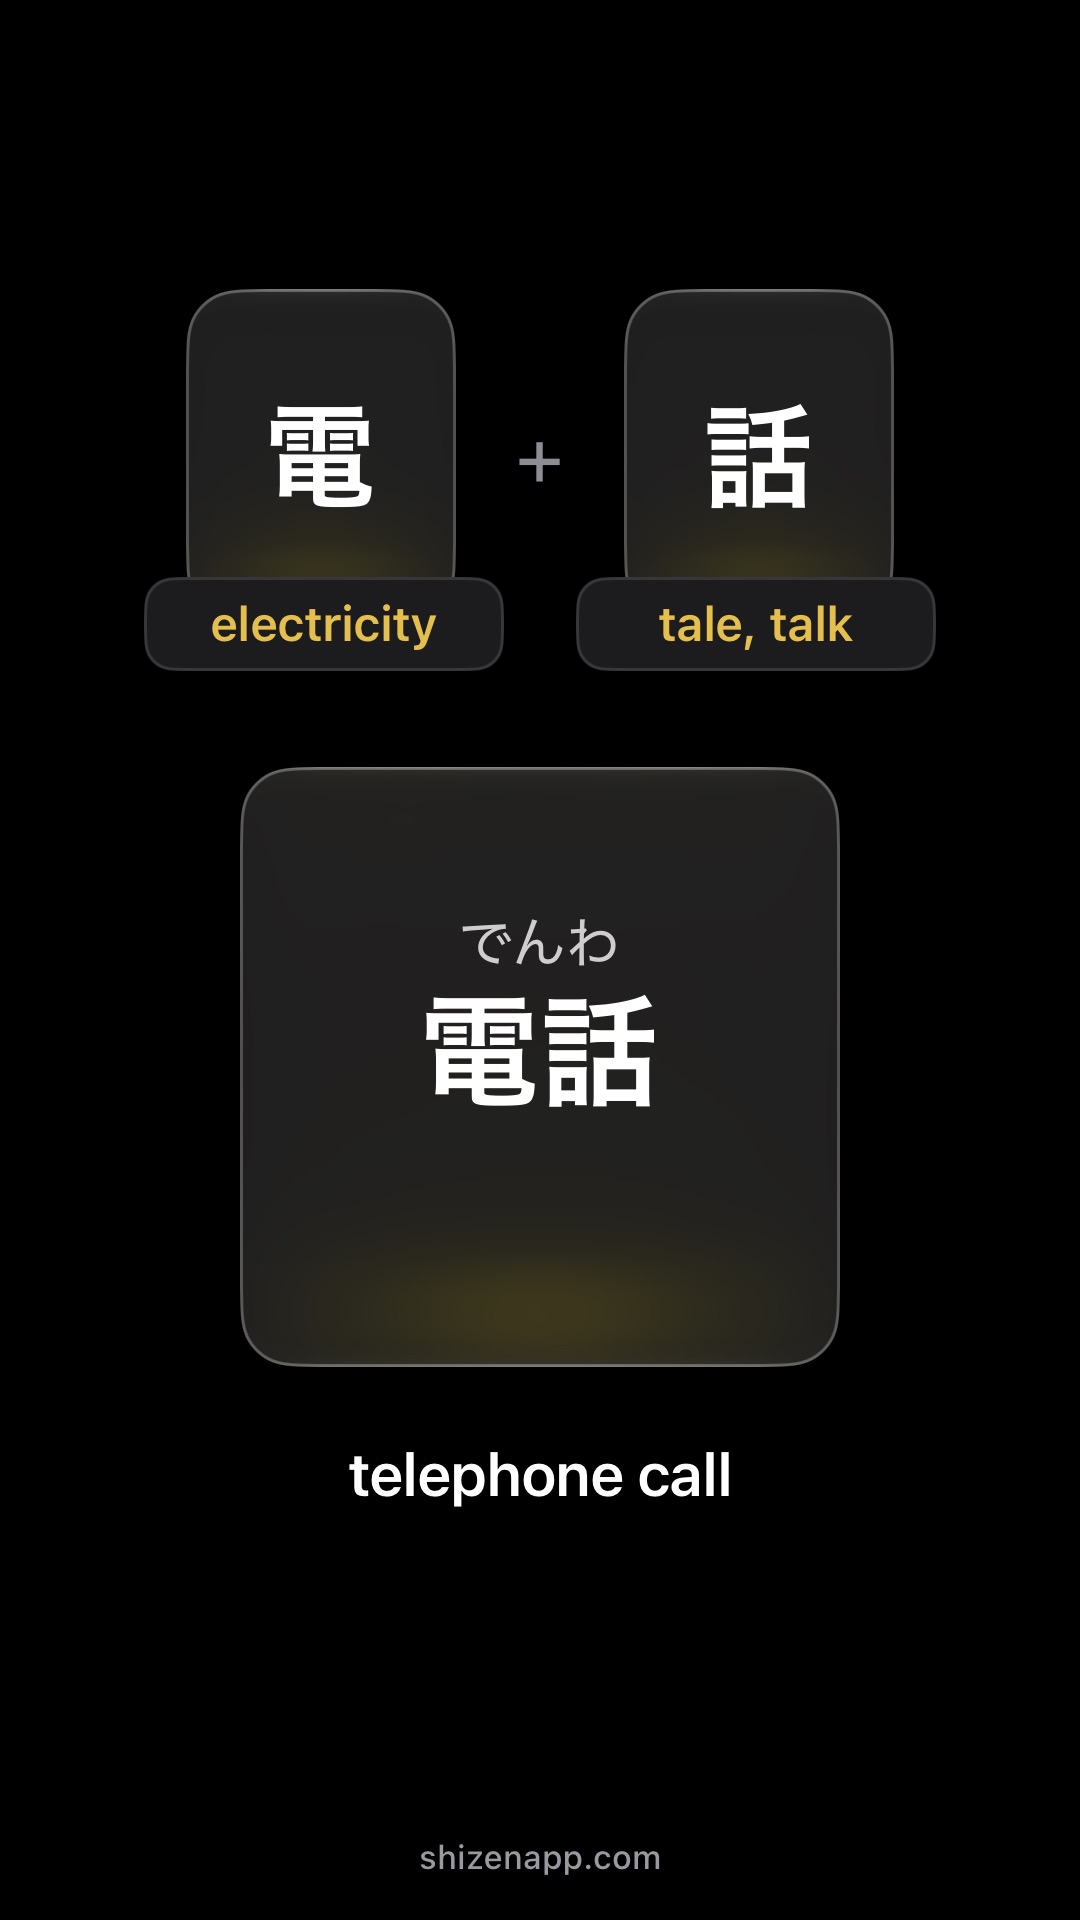 電 + 話
electricity
tale, talk
でんわ
電話
telephone call
shizenapp.com